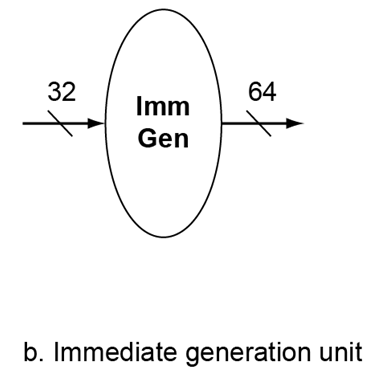 32
64
Imm
Gen
b. Immediate generation unit